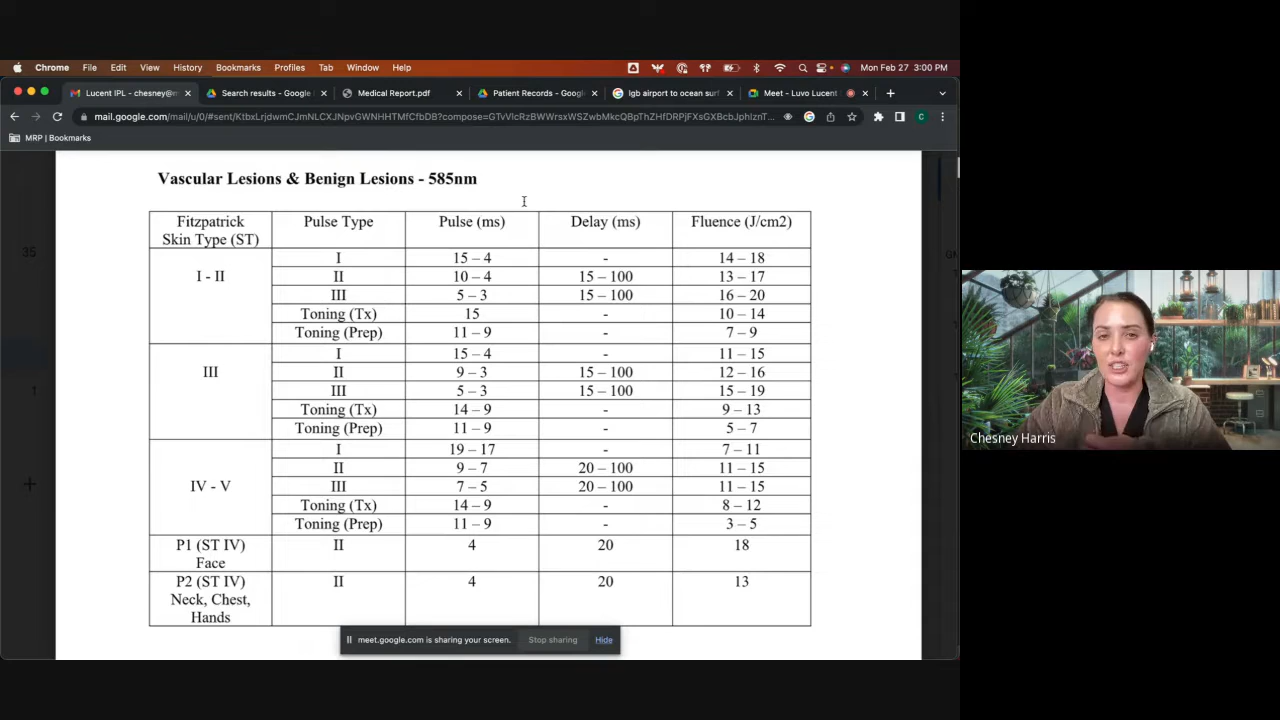 Chrome File Edit View History Bookmarks Profiles Tab Window Help Mon Feb 27 3:00 PM
Lucent IPL - chesney@m × Search results - Google × Medical Report.pdf × Patient Records - Google × lgb airport to ocean surf × Meet - Luvo Lucent × +
MRP | Bookmarks
Vascular Lesions & Benign Lesions - 585nm
Fitzpatrick Skin Type (ST) Pulse Type Pulse (ms) Delay (ms) Fluence (J/cm2)
I - II
I 15 – 4 - 14 – 18
II 10 – 4 15 – 100 13 – 17
III 5 – 3 15 – 100 16 – 20
Toning (Tx) 15 - 10 – 14
Toning (Prep) 11 – 9 - 7 – 9
III
I 15 – 4 - 11 – 15
II 9 – 3 15 – 100 12 – 16
III 5 – 3 15 – 100 15 – 19
Toning (Tx) 14 – 9 - 9 – 13
Toning (Prep) 11 – 9 - 5 – 7
IV - V
I 19 – 17 - 7 – 11
II 9 – 7 20 – 100 11 – 15
III 7 – 5 20 – 100 11 – 15
Toning (Tx) 14 – 9 - 8 – 12
Toning (Prep) 11 – 9 - 3 – 5
P1 (ST IV) Face II 4 20 18
P2 (ST IV) Neck, Chest, Hands II 4 20 13
meet.google.com is sharing your screen. Stop sharing Hide
35
1
Chesney Harris